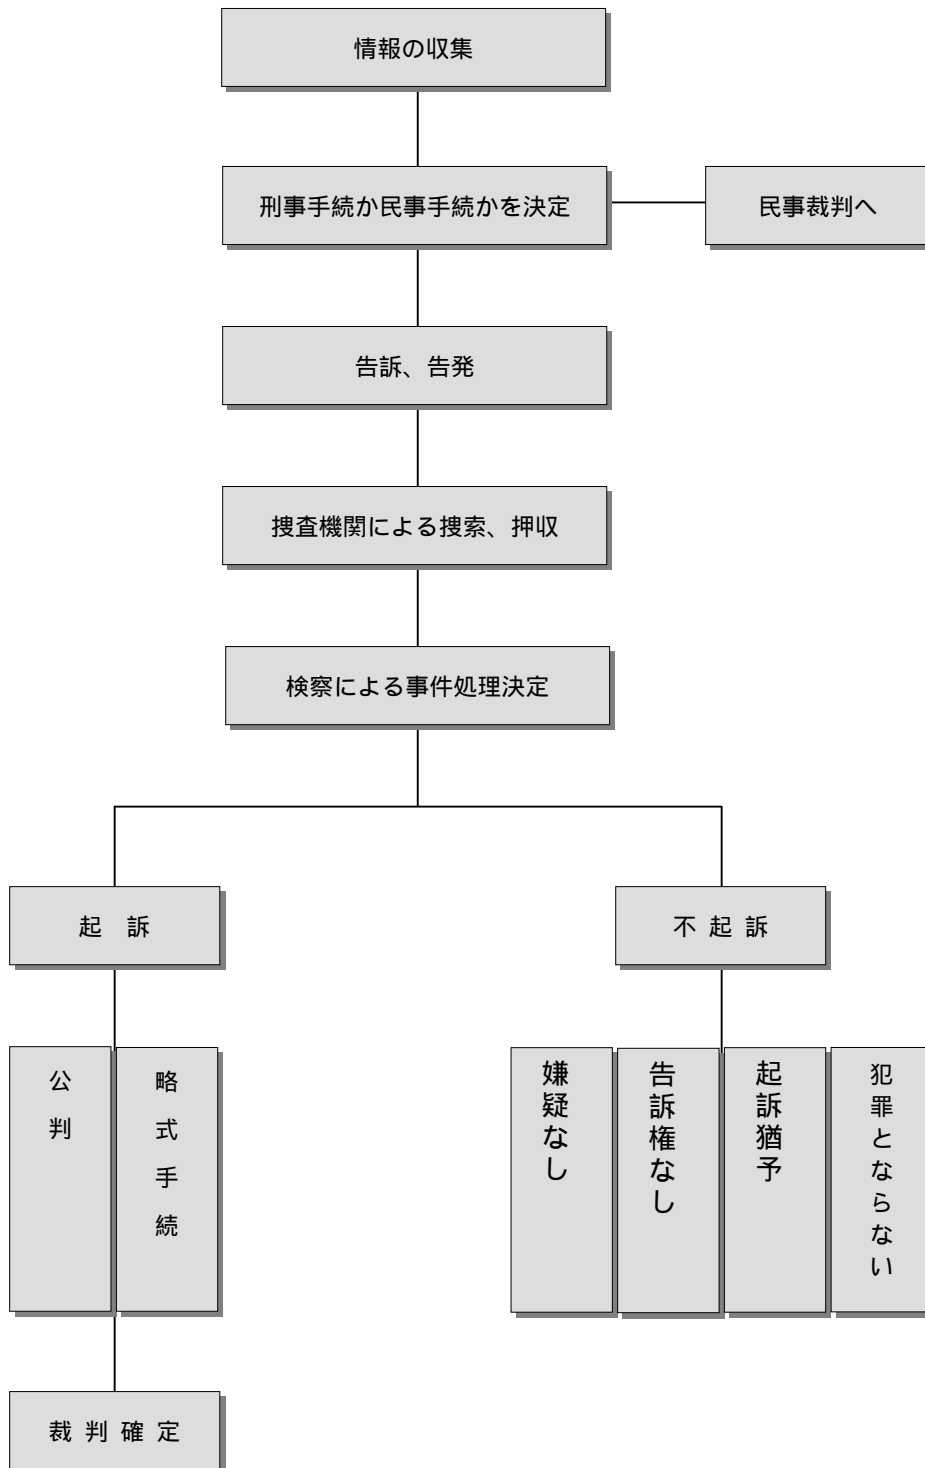 情報の収集
刑事手続か民事手続かを決定
民事裁判へ
告訴、告発
捜査機関による捜索、押収
検察による事件処理決定
起　訴
不 起 訴
公判
略式手続
嫌疑なし
告訴権なし
起訴猶予
犯罪とならない
裁 判 確 定